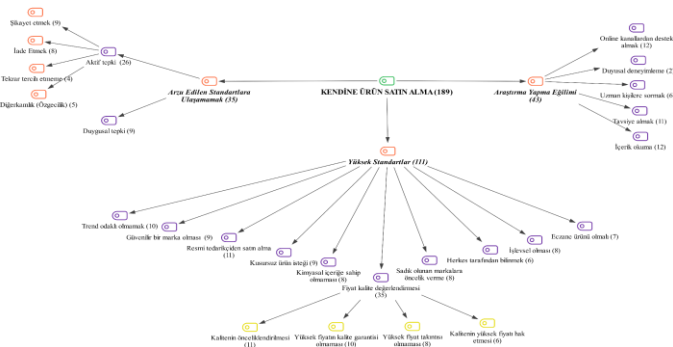 Şikayet etmek (9)
İade Etmek (8)
Aktif tepki (26)
Tekrar tercih etmeme (4)
Diğerkamlık (Özgecilik) (5)
Duygusal tepki (9)
Arzu Edilen Standartlara
Ulaşamamak (35)
KENDİNE ÜRÜN SATIN ALMA (189)
Araştırma Yapma Eğilimi
(43)
Online kanallardan destek
almak (12)
Duyusal deneyimleme (2)
Uzman kişilere sormak (6)
Tavsiye almak (11)
İçerik okuma (12)
Yüksek Standartlar (111)
Trend odaklı olmamak (10)
Güvenilir bir marka olması (9)
Resmi tedarikçiden satın alma
(11)
Kusursuz ürün isteği (9)
Kimyasal içeriğe sahip
olmaması (8)
Fiyat kalite değerlendirmesi
(35)
Sadık olunan markalara
öncelik verme (8)
Herkes tarafından bilinmek (6)
İşlevsel olması (8)
Eczane ürünü olmalı (7)
Kalitenin önceliklendirilmesi
(11)
Yüksek fiyatın kalite garantisi
olmaması (10)
Yüksek fiyat takıntısı
olmaması (8)
Kalitenin yüksek fiyatı hak
etmesi (6)